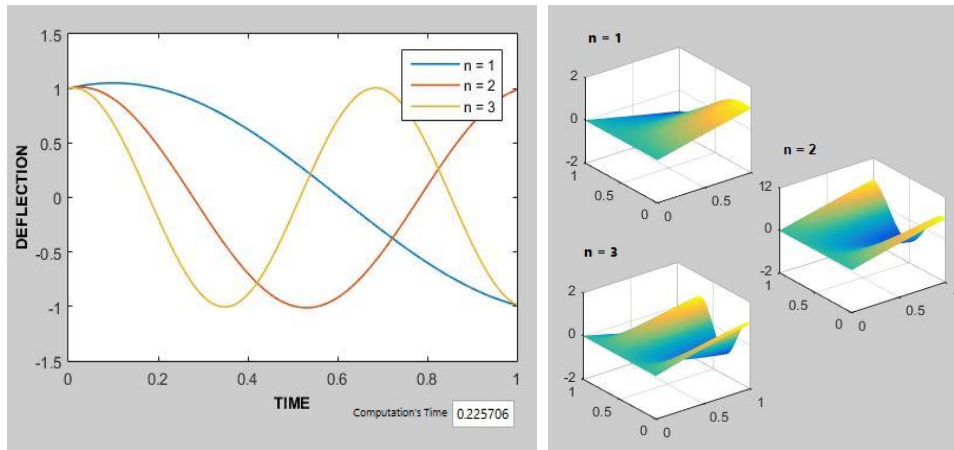 1.5
1
0.5
0
-0.5
-1
-1.5
DEFLECTION
n = 1
n = 2
n = 3
0 0.2 0.4 0.6 0.8 1
TIME
Computation's Time 0.225706
n = 1
2
0
-2
1
0.5
0 0 0.5
n = 2
12
0
-2
1
0.5
0 0 0.5
n = 3
2
0
-2
1
0.5
0 0 0.5 1